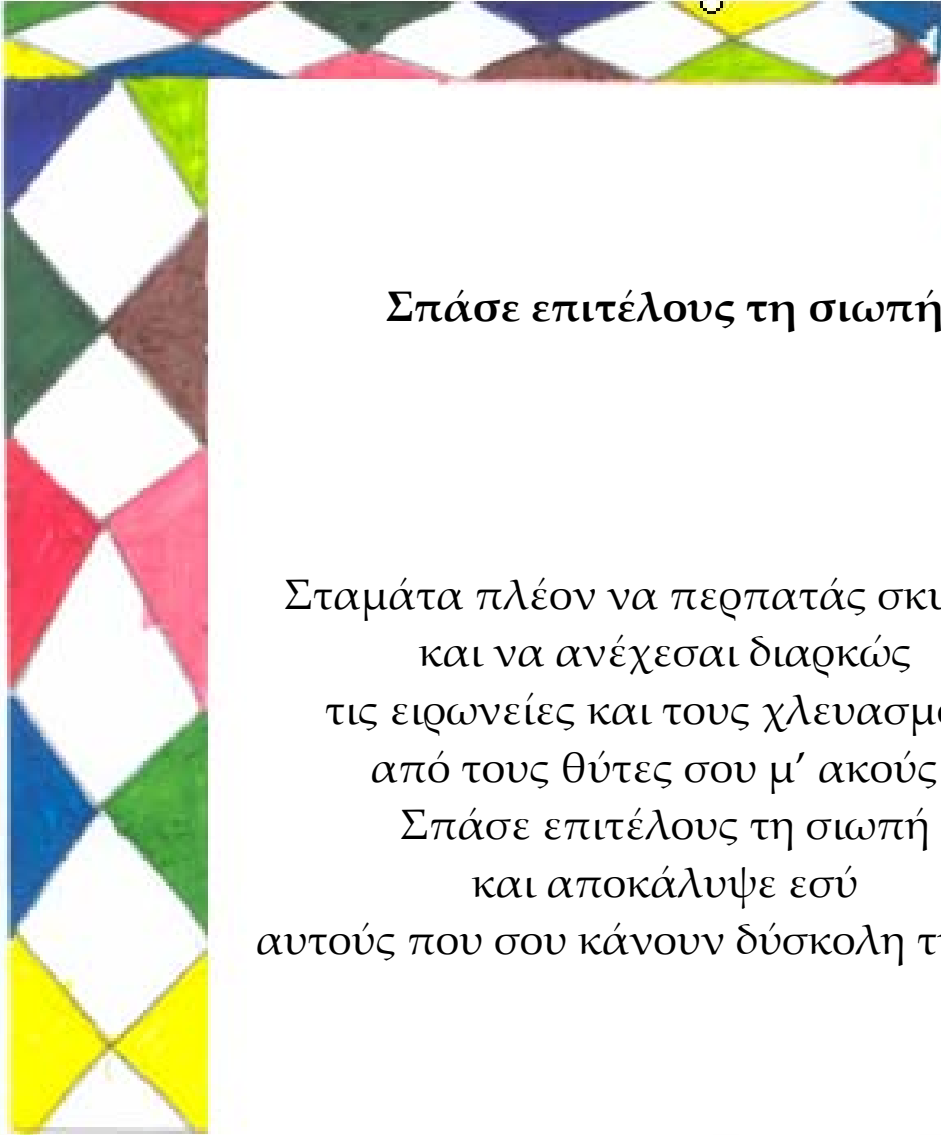 Σπάσε επιτέλους τη σιωπή
Σταμάτα πλέον να περπατάς
και να ανέχεσαι διαρκώς
τις ειρωνείες και τους
από τους θύτες σου μ’ ακούς
Σπάσε επιτέλους τη σιωπή
και αποκάλυψε εσύ
αυτούς που σου κάνουν δύσκολη